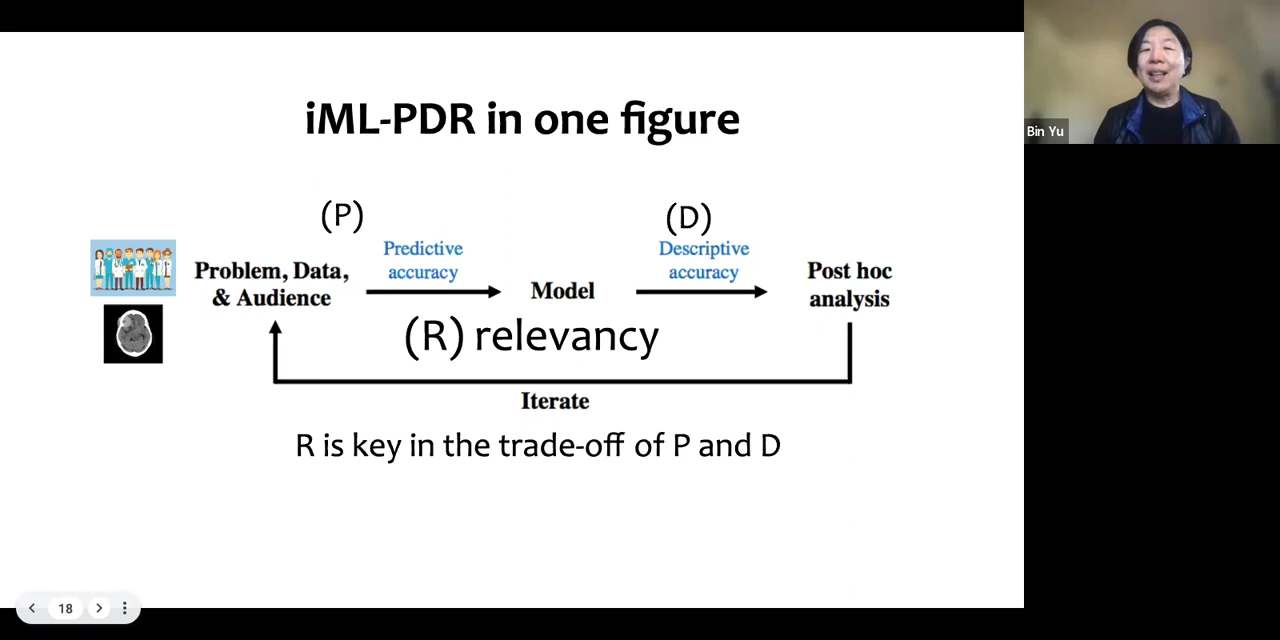 iML-PDR in one figure
Bin Yu
(P)
(D)
Predictive
accuracy
Descriptive
accuracy
Problem, Data,
& Audience
Model
Post hoc
analysis
(R) relevancy
Iterate
R is key in the trade-off of P and D
18